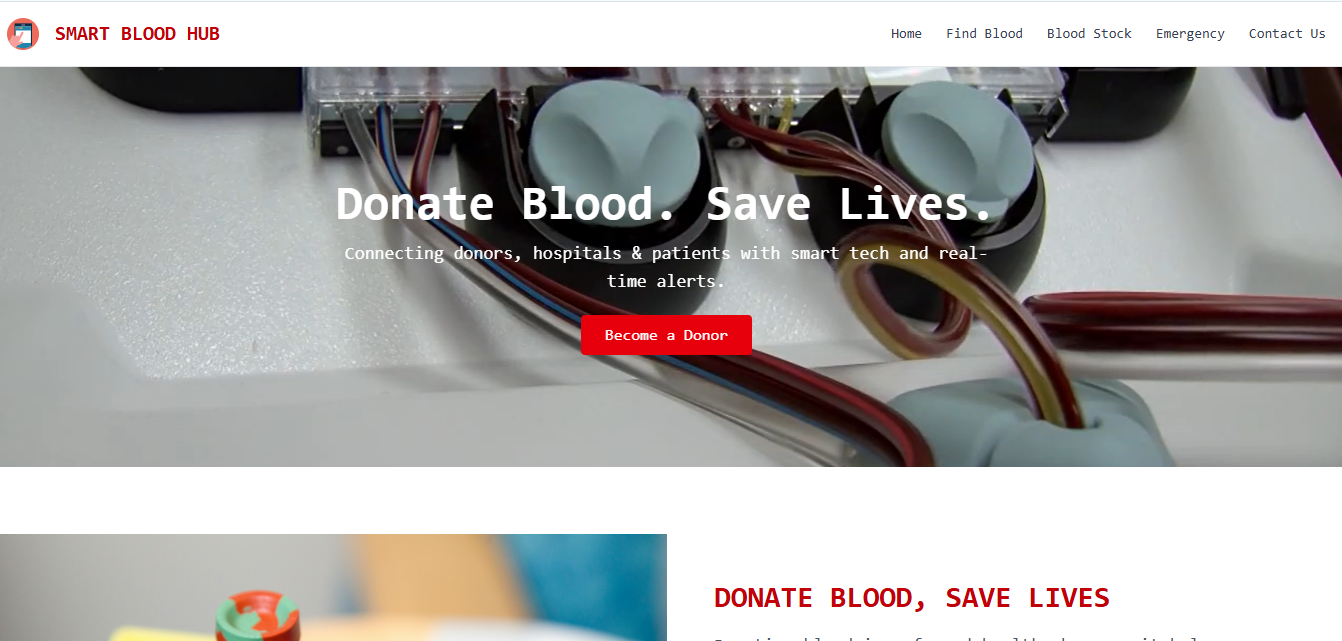 SMART BLOOD HUB
Home Find Blood Blood Stock Emergency Contact Us
Donate Blood. Save Lives.
Connecting donors, hospitals & patients with smart tech and real-
time alerts.
Become a Donor
DONATE BLOOD, SAVE LIVES